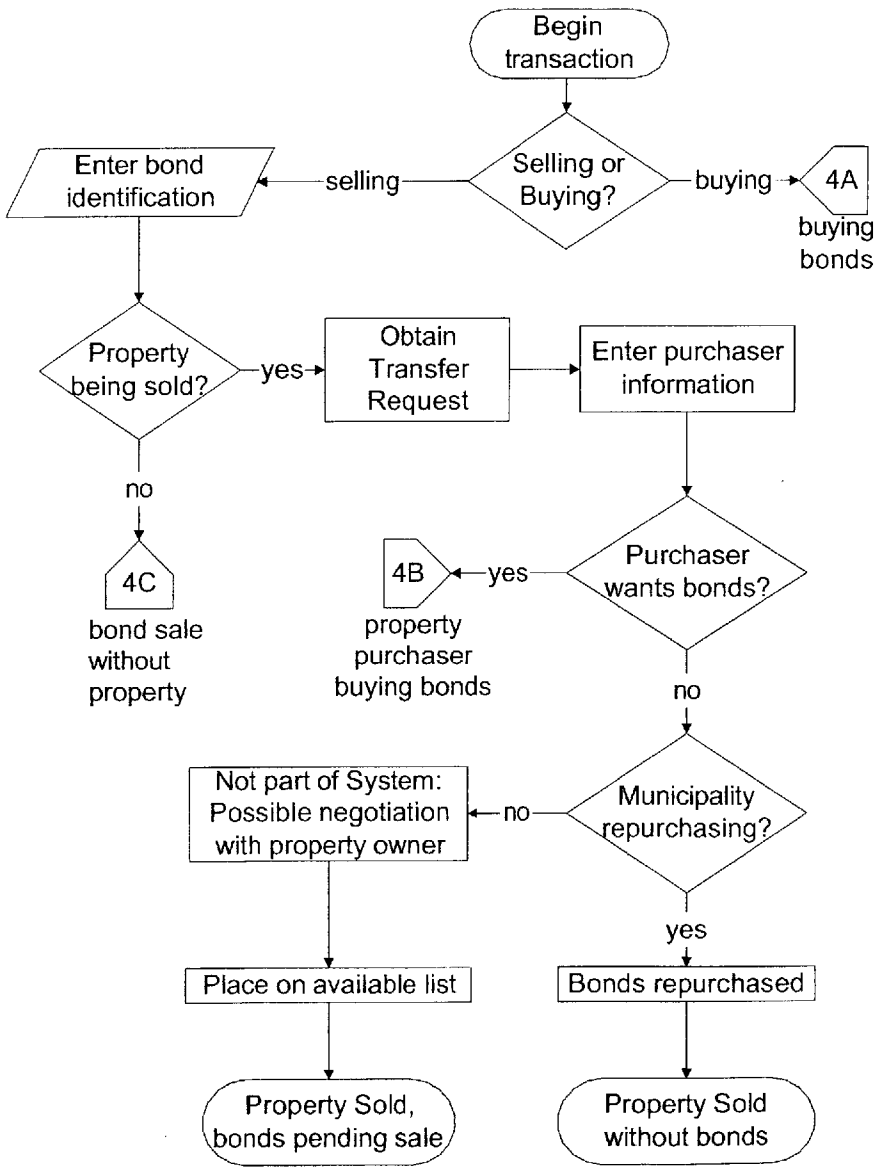 Begin
transaction
Enter bond
identification
selling
Selling or
Buying?
buying
4A
buying
bonds
Property
being sold?
yes
Obtain
Transfer
Request
Enter purchaser
information
no
4C
bond sale
without
property
Purchaser
wants bonds?
yes
4B
property
purchaser
buying bonds
no
Municipality
repurchasing?
no
Not part of System:
Possible negotiation
with property owner
yes
Place on available list
Bonds repurchased
Property Sold,
bonds pending sale
Property Sold
without bonds